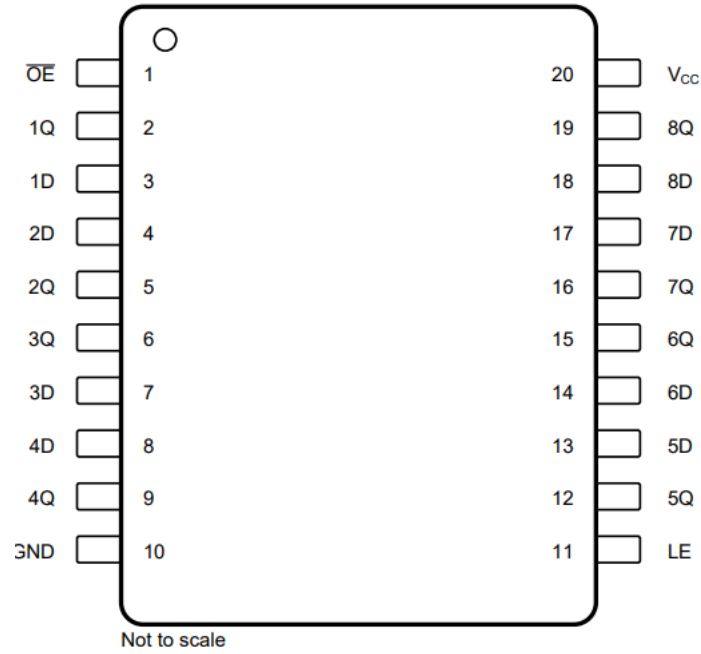 O̅E̅ 1 20 VCC
1Q 2 19 8Q
1D 3 18 8D
2D 4 17 7D
2Q 5 16 7Q
3Q 6 15 6Q
3D 7 14 6D
4D 8 13 5D
4Q 9 12 5Q
GND 10 11 LE
Not to scale